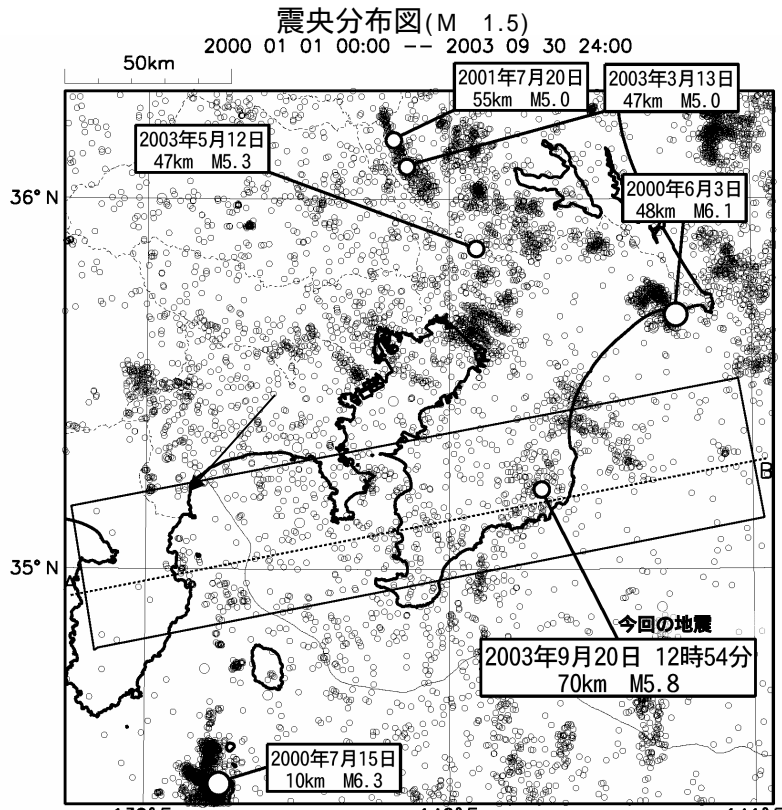 震央分布図(M 1.5)
2000 01 01 00:00 -- 2003 09 30 24:00
50km
2001年7月20日
55km M5.0
2003年3月13日
47km M5.0
2003年5月12日
47km M5.3
36°N
2000年6月3日
48km M6.1
B
35°N
A
今回の地震
2003年9月20日 12時54分
70km M5.8
2000年7月15日
10km M6.3